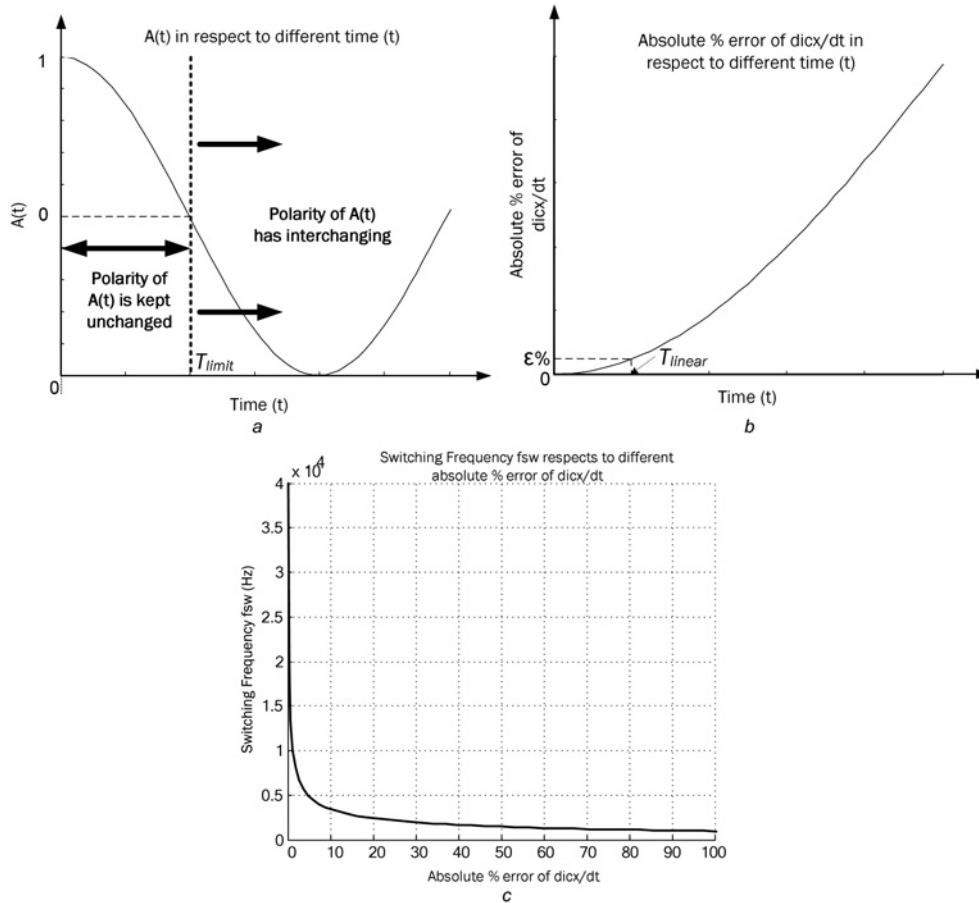 A(t) in respect to different time (t)
1
0
0
A(t)
Polarity of A(t)
has interchanging
Polarity of
A(t) is kept
unchanged
Tlimit
Time (t)
a
Absolute % error of dicx/dt in
respect to different time (t)
Absolute % error of
dicx/dt
ε%
0
Tlinear
Time (t)
b
Switching Frequency fsw respects to different
absolute % error of dicx/dt
x 10^4
4
3.5
3
2.5
2
1.5
1
0.5
0
Switching Frequency fsw (Hz)
0 10 20 30 40 50 60 70 80 90 100
Absolute % error of dicx/dt
c